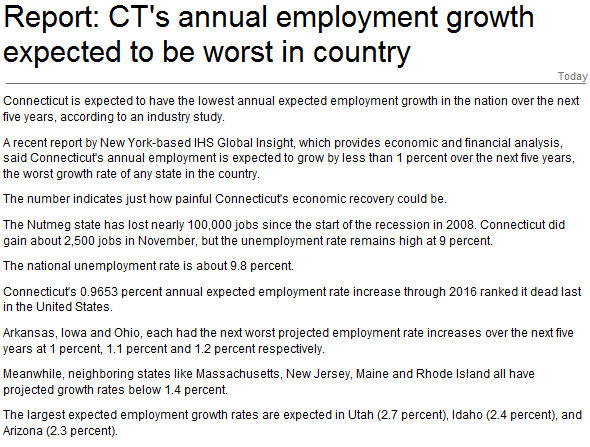 Report: CT's annual employment growth
expected to be worst in country
Today
Connecticut is expected to have the lowest annual expected employment growth in the nation over the next
five years, according to an industry study.
A recent report by New York-based IHS Global Insight, which provides economic and financial analysis,
said Connecticut's annual employment is expected to grow by less than 1 percent over the next five years,
the worst growth rate of any state in the country.
The number indicates just how painful Connecticut's economic recovery could be.
The Nutmeg state has lost nearly 100,000 jobs since the start of the recession in 2008. Connecticut did
gain about 2,500 jobs in November, but the unemployment rate remains high at 9 percent.
The national unemployment rate is about 9.8 percent.
Connecticut's 0.9653 percent annual expected employment rate increase through 2016 ranked it dead last
in the United States.
Arkansas, Iowa and Ohio, each had the next worst projected employment rate increases over the next five
years at 1 percent, 1.1 percent and 1.2 percent respectively.
Meanwhile, neighboring states like Massachusetts, New Jersey, Maine and Rhode Island all have
projected growth rates below 1.4 percent.
The largest expected employment growth rates are expected in Utah (2.7 percent), Idaho (2.4 percent), and
Arizona (2.3 percent).